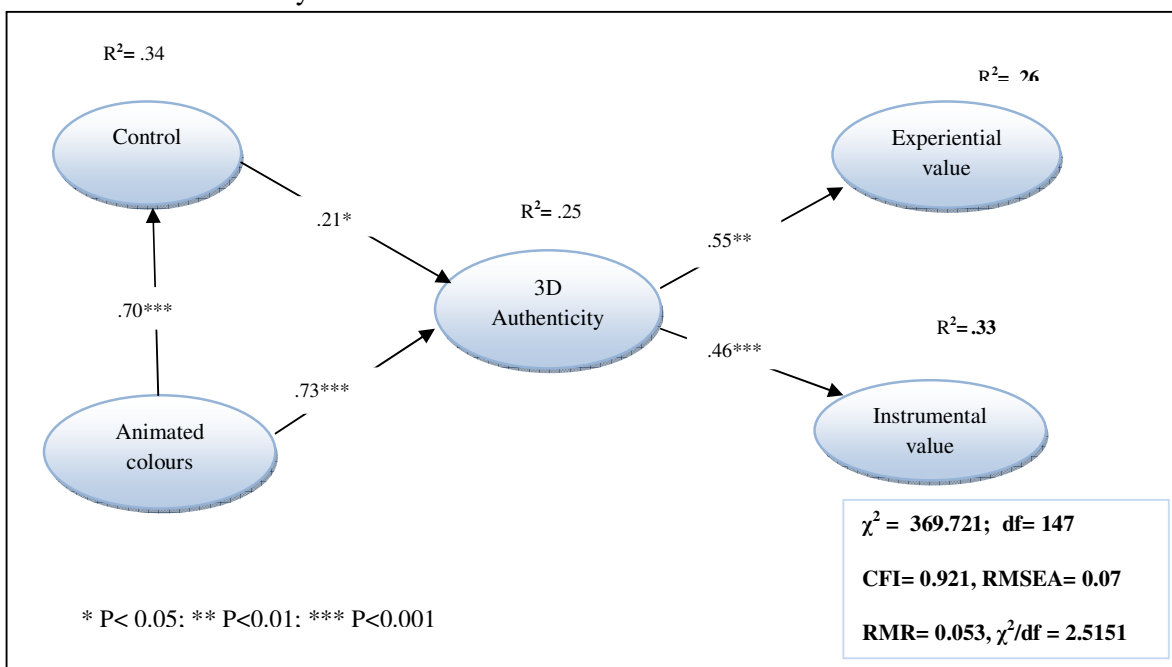 R²= .34
R²= .26
Control
Experiential
value
.21*
R²= .25
.55**
3D
Authenticity
.70***
R²= .33
.46***
.73***
Animated
colours
Instrumental
value
χ² = 369.721; df= 147
CFI= 0.921, RMSEA= 0.07
RMR= 0.053, χ²/df = 2.5151
* P< 0.05; ** P<0.01; *** P<0.001